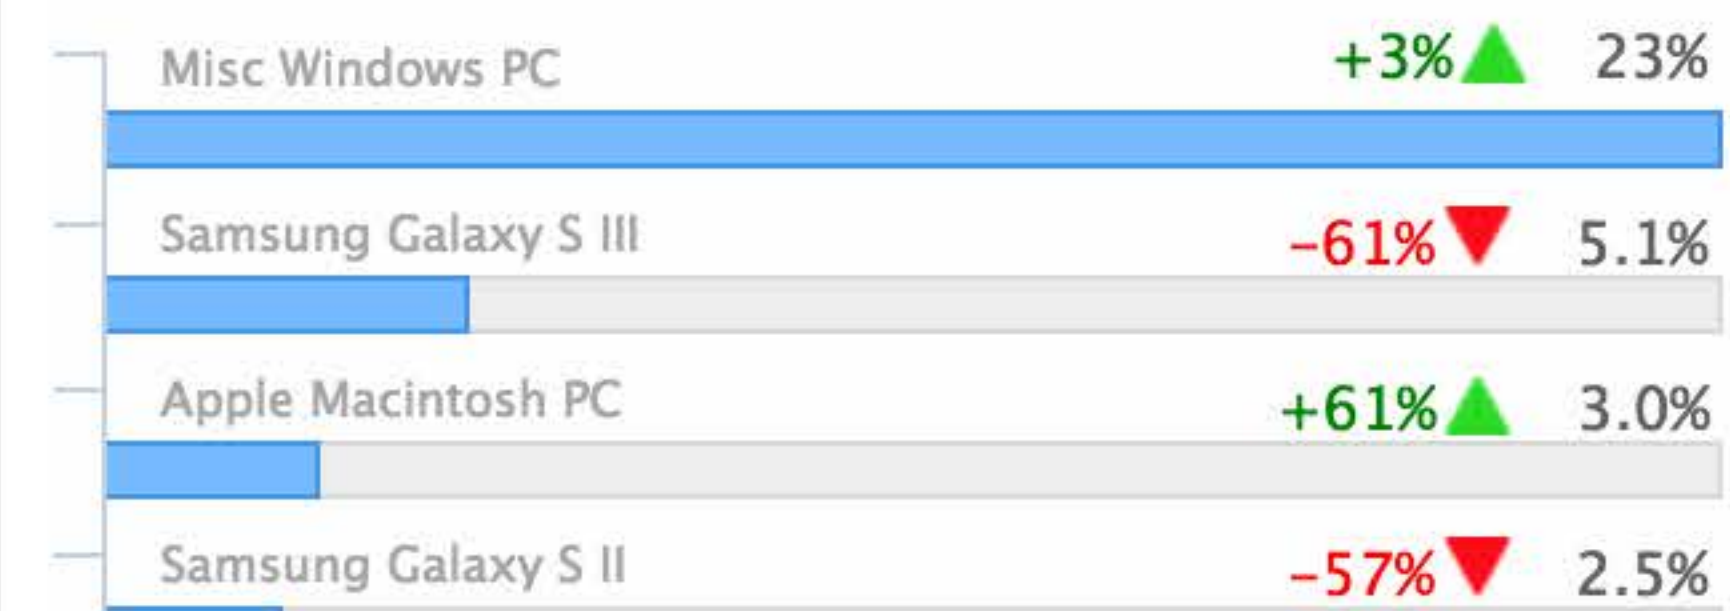 Misc Windows PC +3% 23%
Samsung Galaxy S III -61% 5.1%
Apple Macintosh PC +61% 3.0%
Samsung Galaxy S II -57% 2.5%